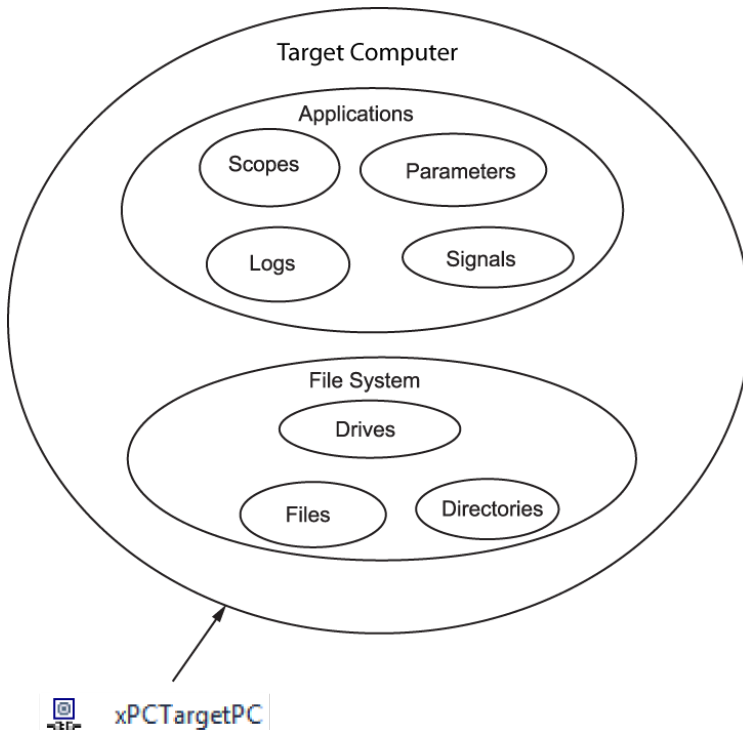 Target Computer
Applications
Scopes
Parameters
Logs
Signals
File System
Drives
Files
Directories
xPCTargetPC